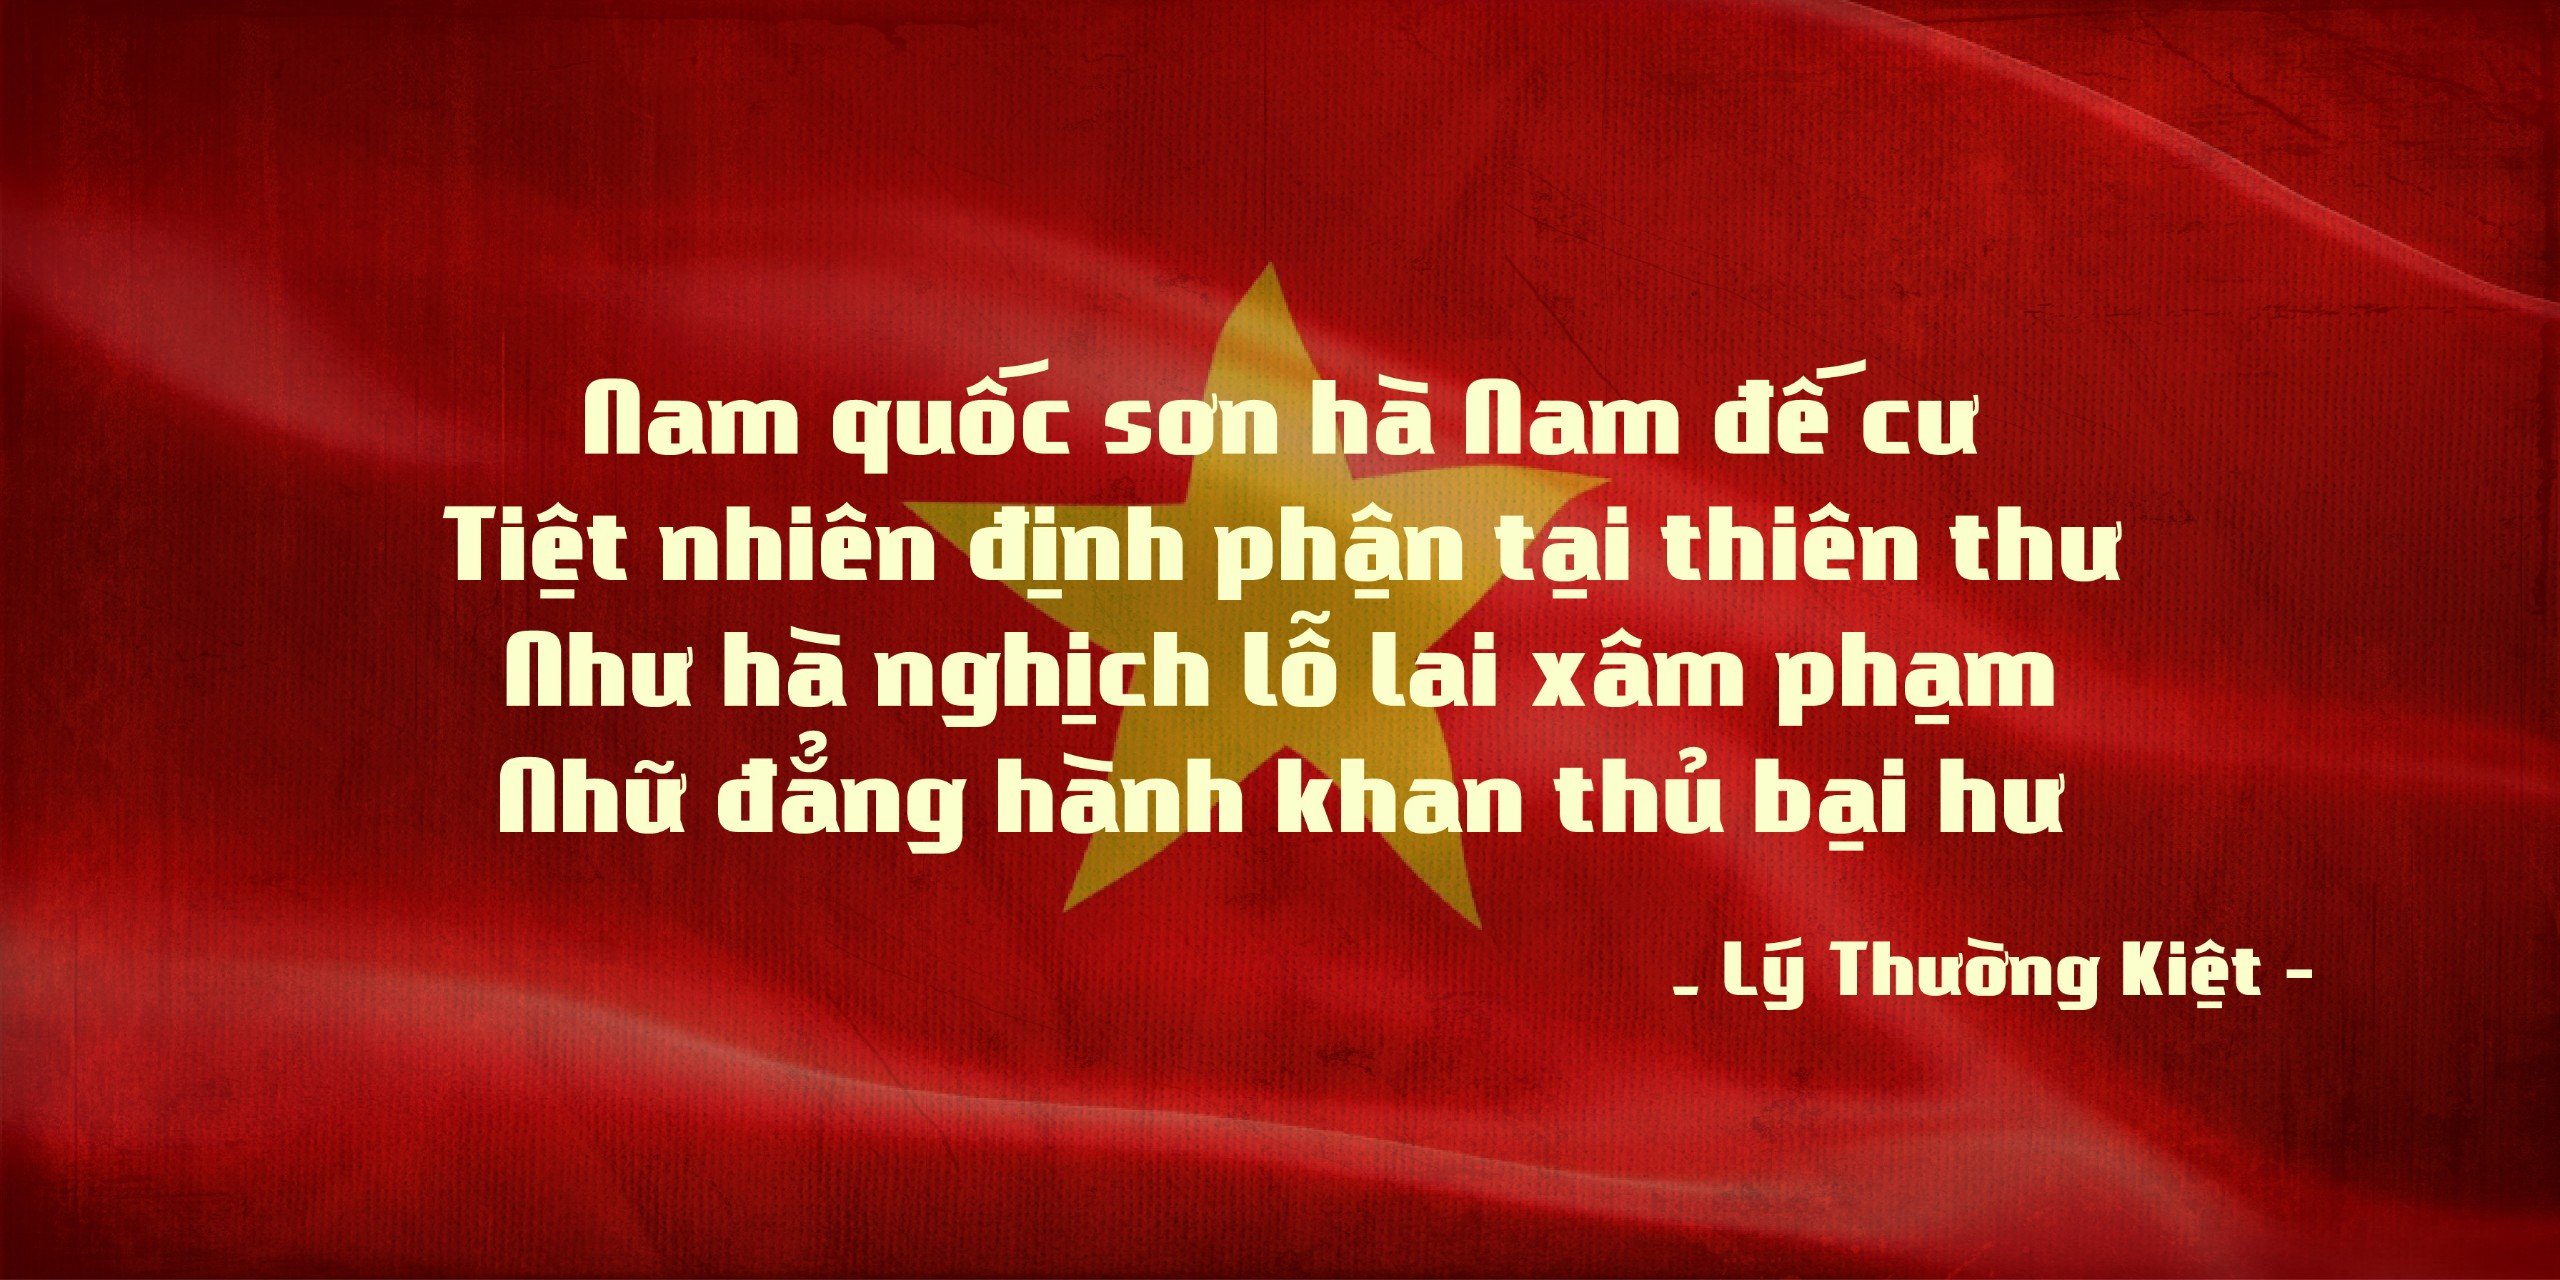 Nam quốc sơn hà Nam đế cư
Tiệt nhiên định phận tại thiên thư
Như hà nghịch lỗ lai xâm phạm
Nhữ đẳng hành khan thủ bại hư
- Lý Thường Kiệt -